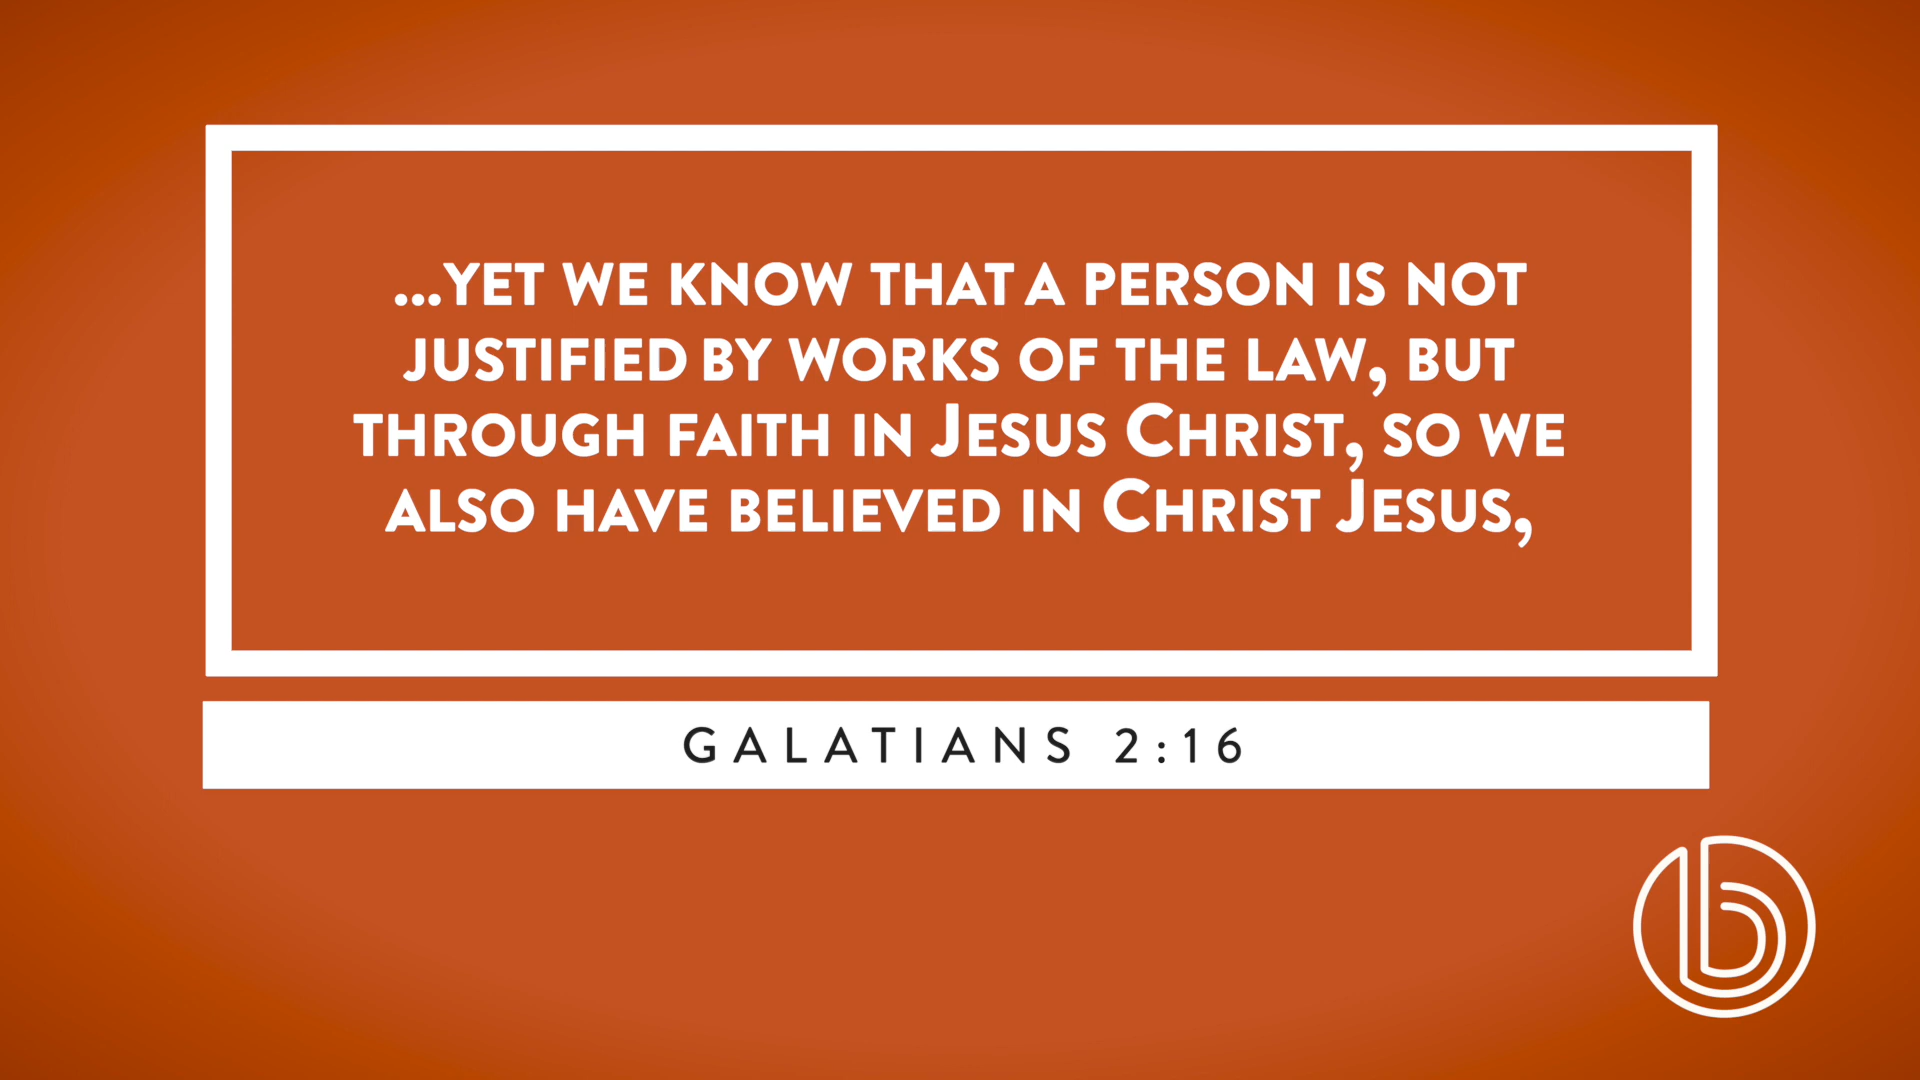 ...yet we know that a person is not
justified by works of the law, but
through faith in Jesus Christ, so we
also have believed in Christ Jesus,
GALATIANS 2:16